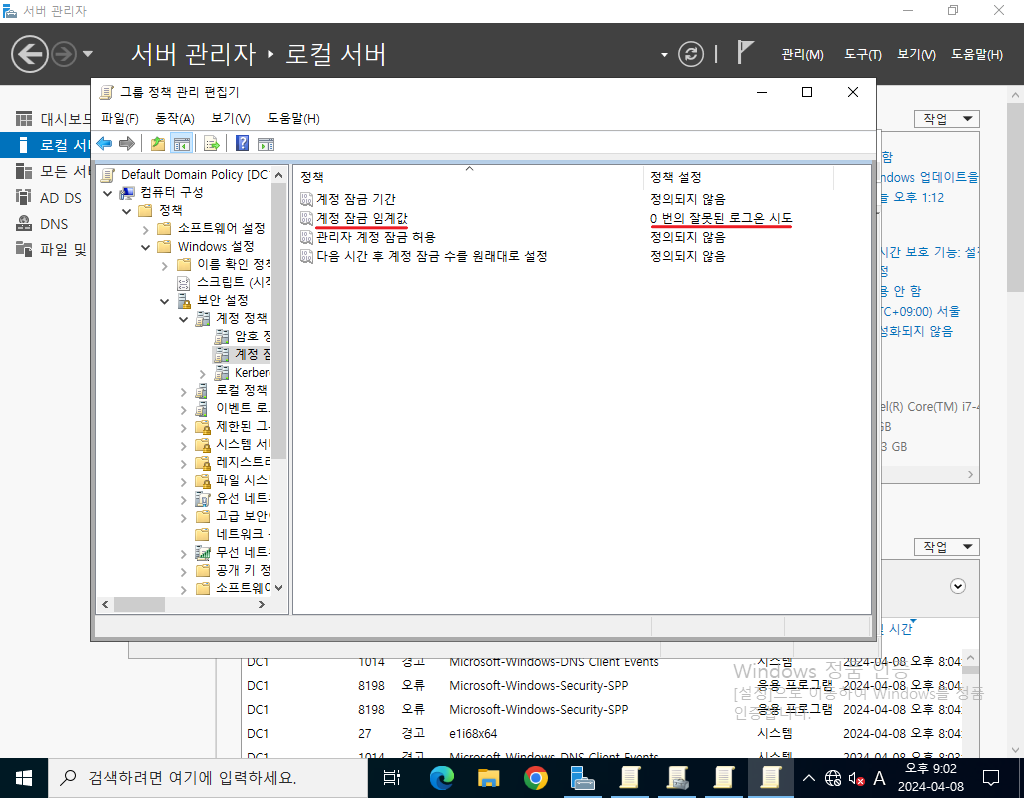 서버 관리자
서버 관리자 • 로컬 서버
관리(M) 도구(T) 보기(V) 도움말(H)
대시보드
로컬 서버
모든 서버
AD DS
DNS
파일 및
그룹 정책 관리 편집기
파일(F) 동작(A) 보기(V) 도움말(H)
Default Domain Policy [DC
컴퓨터 구성
정책
소프트웨어 설정
Windows 설정
이름 확인 정책
스크립트 (시작
보안 설정
계정 정책
암호 정
계정 잠
Kerber
로컬 정책
이벤트 로
제한된 그
시스템 서비
레지스트리
파일 시스
유선 네트
고급 보안
네트워크
무선 네트
공개 키 정
소프트웨어
정책 정책 설정
계정 잠금 기간 정의되지 않음
계정 잠금 임계값 0 번의 잘못된 로그온 시도
관리자 계정 잠금 허용 정의되지 않음
다음 시간 후 계정 잠금 수를 원래대로 설정 정의되지 않음
작업
함
ndows 업데이트을
늘 오후 1:12
시간 보호 기능: 설정
정
용 안 함
TC+09:00) 서울
성화되지 않음
el(R) Core(TM) i7-4
GB
3 GB
작업
시간
DC1 1014 경고 Microsoft-Windows-DNS Client Events 시스템 2024-04-08 오후 8:04
DC1 8198 오류 Microsoft-Windows-Security-SPP 응용 프로그램 2024-04-08 오후 8:04
DC1 8198 오류 Microsoft-Windows-Security-SPP 응용 프로그램 2024-04-08 오후 8:04
DC1 27 경고 e1i68x64 시스템 2024-04-08 오후 8:04
DC1 1014 경고 Microsoft-Windows-DNS Client Events 시스템 2024-04-08 오후 8:04
Windows 정품 인증
[설정]으로 이동하여 Windows를 정품
인증합니다.
검색하려면 여기에 입력하세요.
A
오후 9:02
2024-04-08